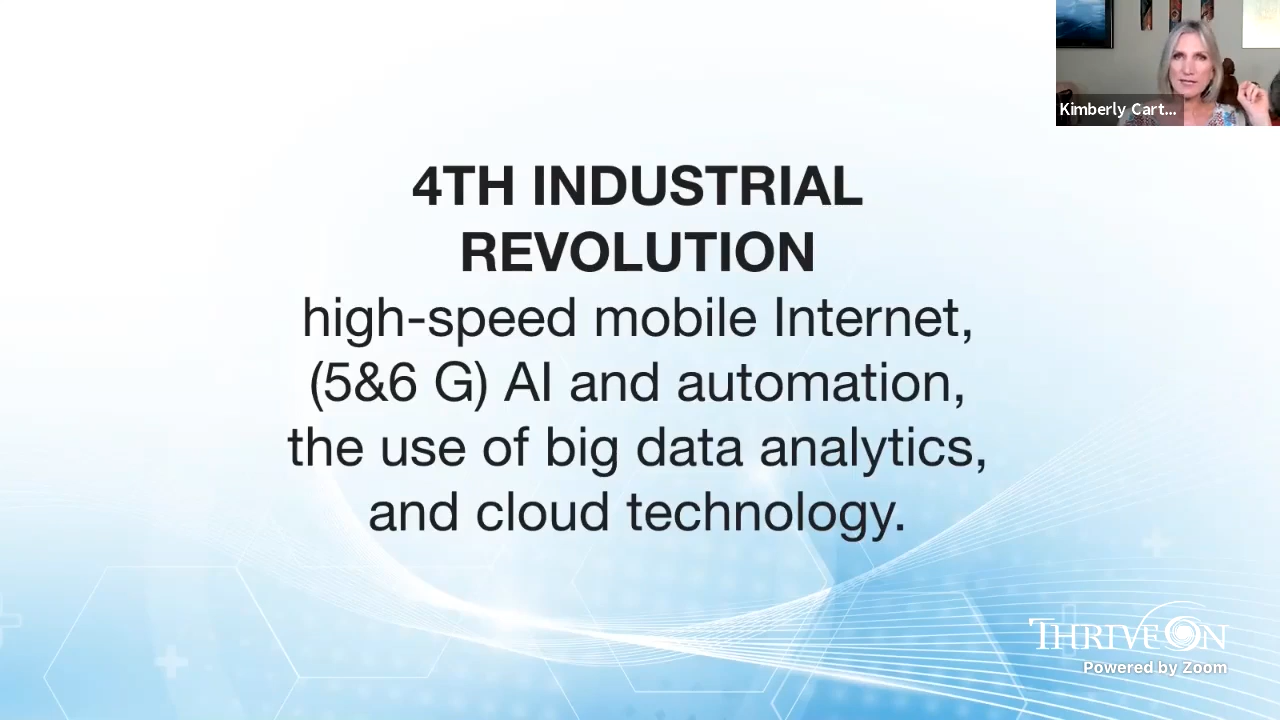 Kimberly Cart...
4TH INDUSTRIAL
REVOLUTION
high-speed mobile Internet,
(5&6 G) AI and automation,
the use of big data analytics,
and cloud technology.
THRIVEON
Powered by Zoom